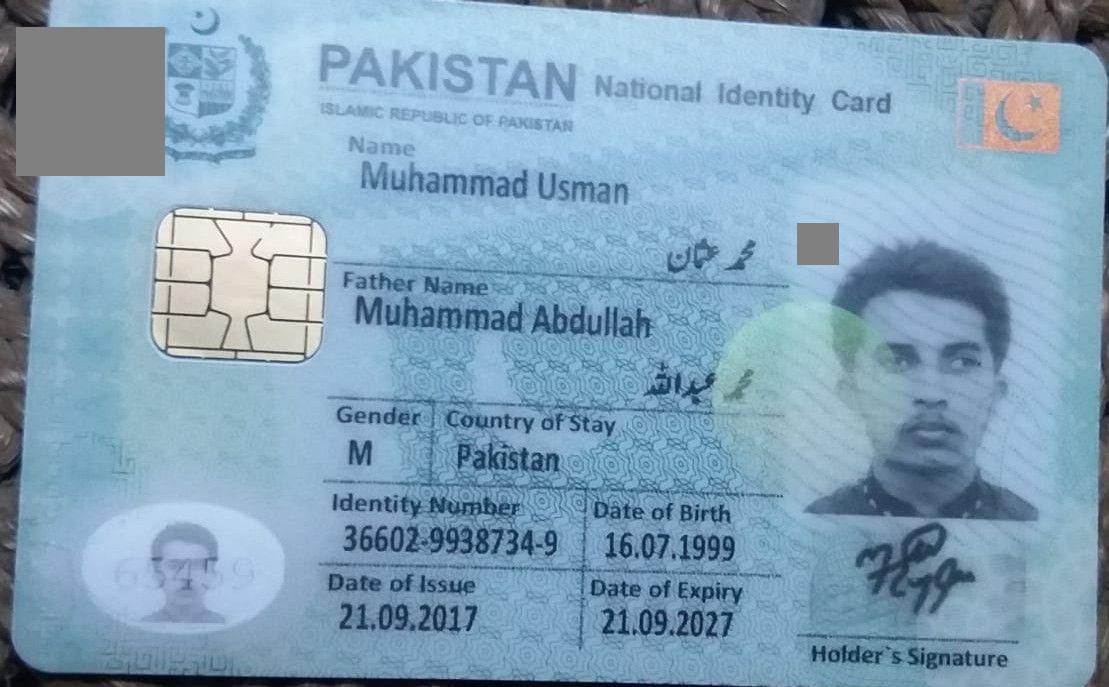 PAKISTAN National Identity Card
ISLAMIC REPUBLIC OF PAKISTAN
Name
Muhammad Usman
محمد عثمان
Father Name
Muhammad Abdullah
محمد عبداللہ
Gender Country of Stay
M Pakistan
Identity Number Date of Birth
36602-9938734-9 16.07.1999
Date of Issue Date of Expiry
21.09.2017 21.09.2027
Holder`s Signature